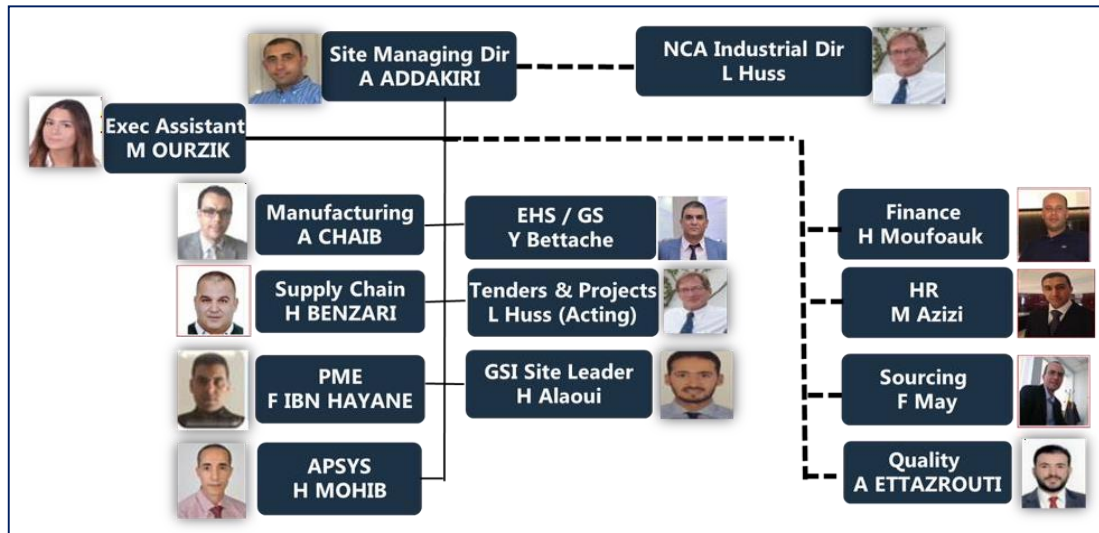 Site Managing Dir
A ADDAKIRI
NCA Industrial Dir
L Huss
Exec Assistant
M OURZIK
Manufacturing
A CHAIB
EHS / GS
Y Bettache
Finance
H Moufoauk
Supply Chain
H BENZARI
Tenders & Projects
L Huss (Acting)
HR
M Azizi
PME
F IBN HAYANE
GSI Site Leader
H Alaoui
Sourcing
F May
APSYS
H MOHIB
Quality
A ETTAZROUTI